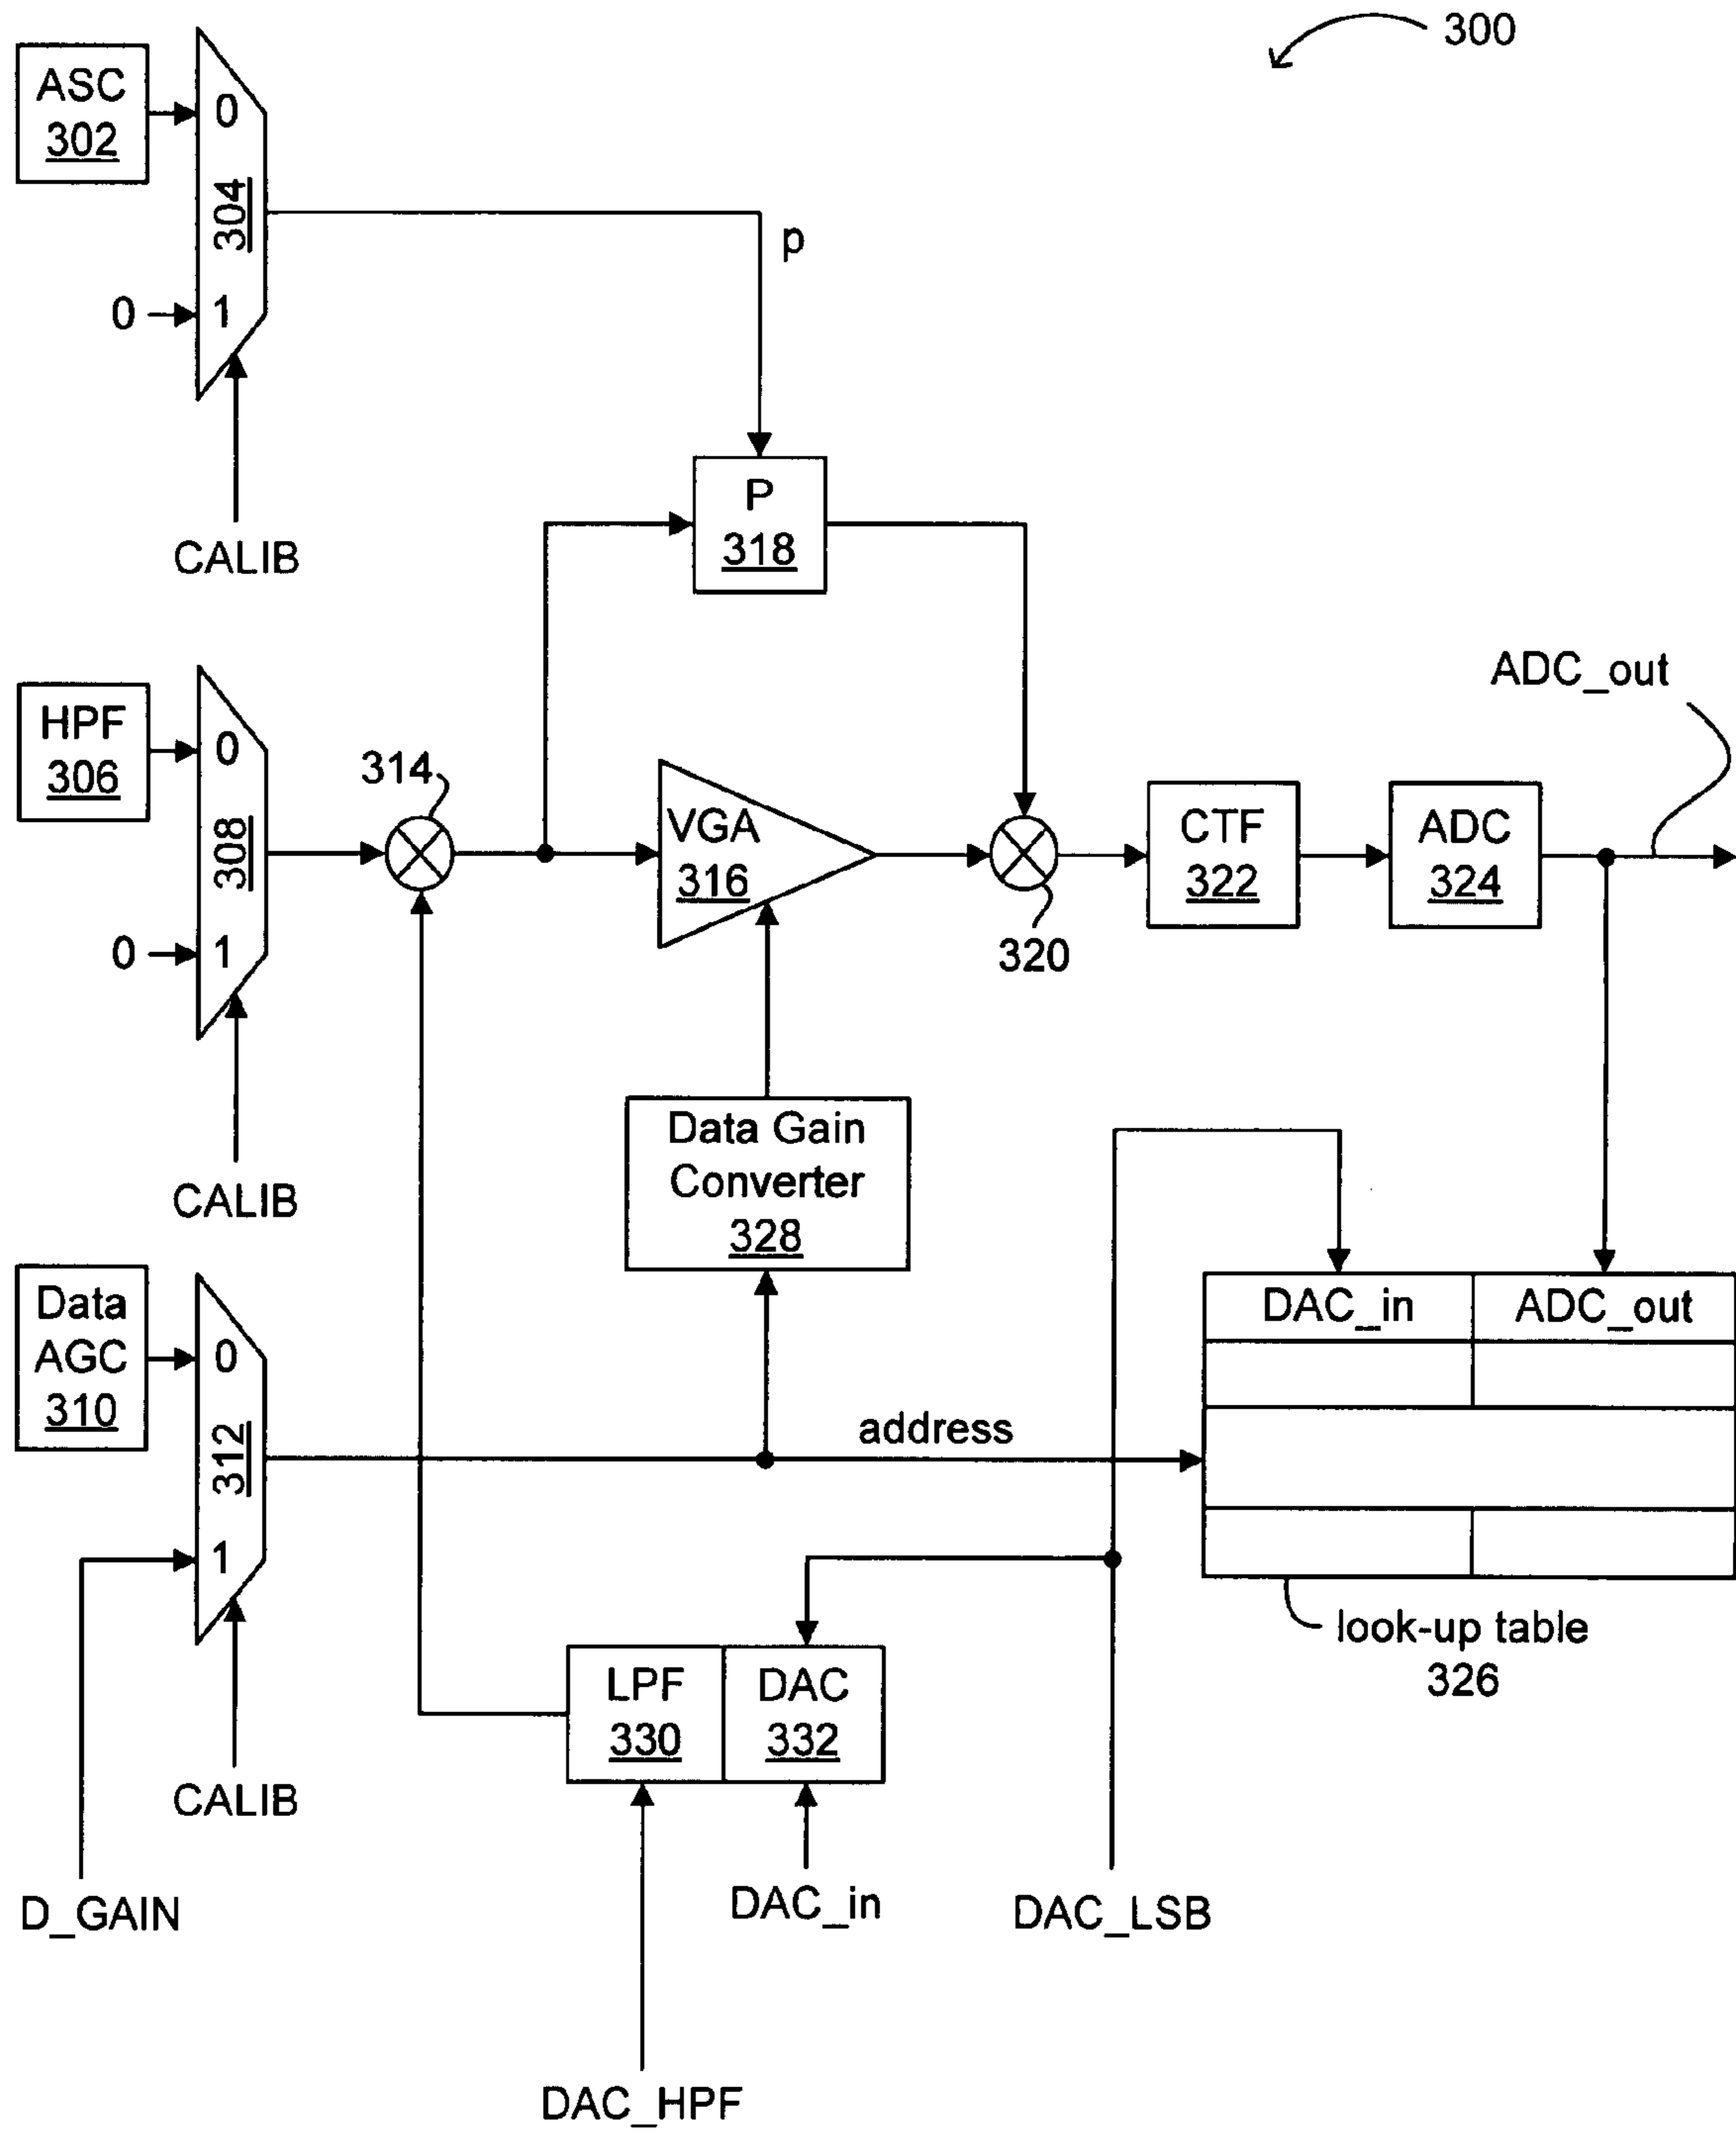 300
ASC
302
0
304
0
1
p
CALIB
P
318
HPF
306
0
308
0
1
CALIB
314
VGA
316
320
CTF
322
ADC
324
ADC_out
Data Gain
Converter
328
Data
AGC
310
0
312
1
CALIB
D_GAIN
address
DAC_in
ADC_out
look-up table
326
LPF
330
DAC
332
DAC_in
DAC_LSB
DAC_HPF